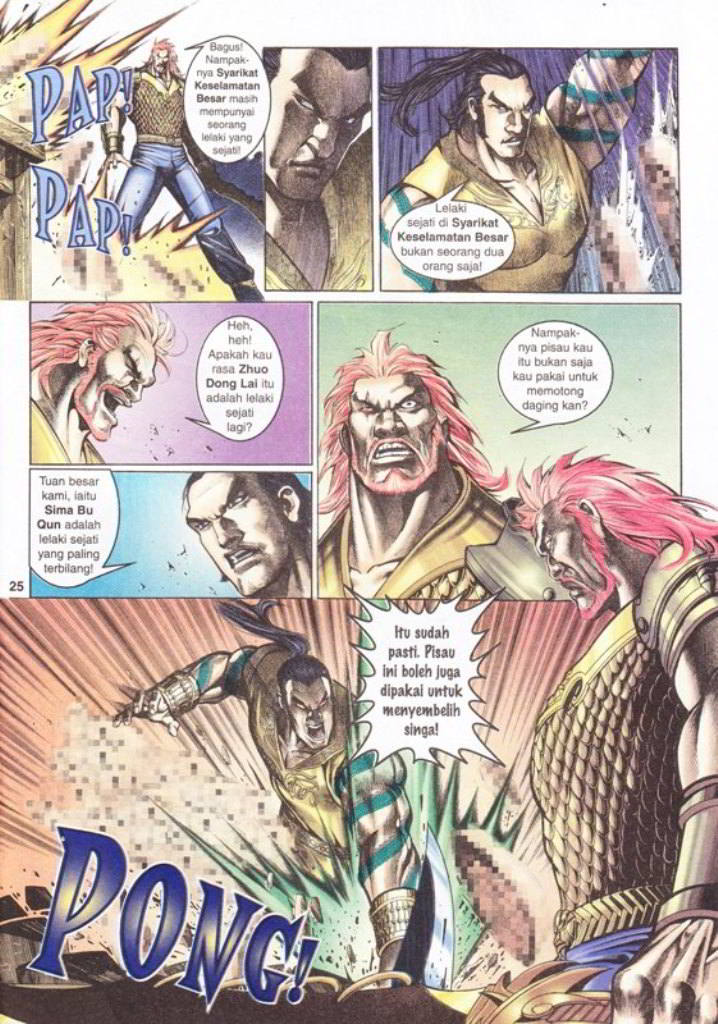 PAP!
PAP!
Bagus!
Nampak-
nya Syarikat
Keselamatan
Besar masih
mempunyai
seorang
lelaki yang
sejati!
Lelaki
sejati di Syarikat
Keselamatan Besar
bukan seorang dua
orang saja!
Heh,
heh!
Apakah kau
rasa Zhuo
Dong Lai itu
adalah lelaki
sejati
lagi?
Nampak-
nya pisau kau
itu bukan saja
kau pakai untuk
memotong
daging kan?
Tuan besar
kami, iaitu
Sima Bu
Qun adalah
lelaki sejati
yang paling
terbilang!
25
Itu sudah
pasti. Pisau
ini boleh juga
dipakai untuk
menyembelih
singa!
PONG!